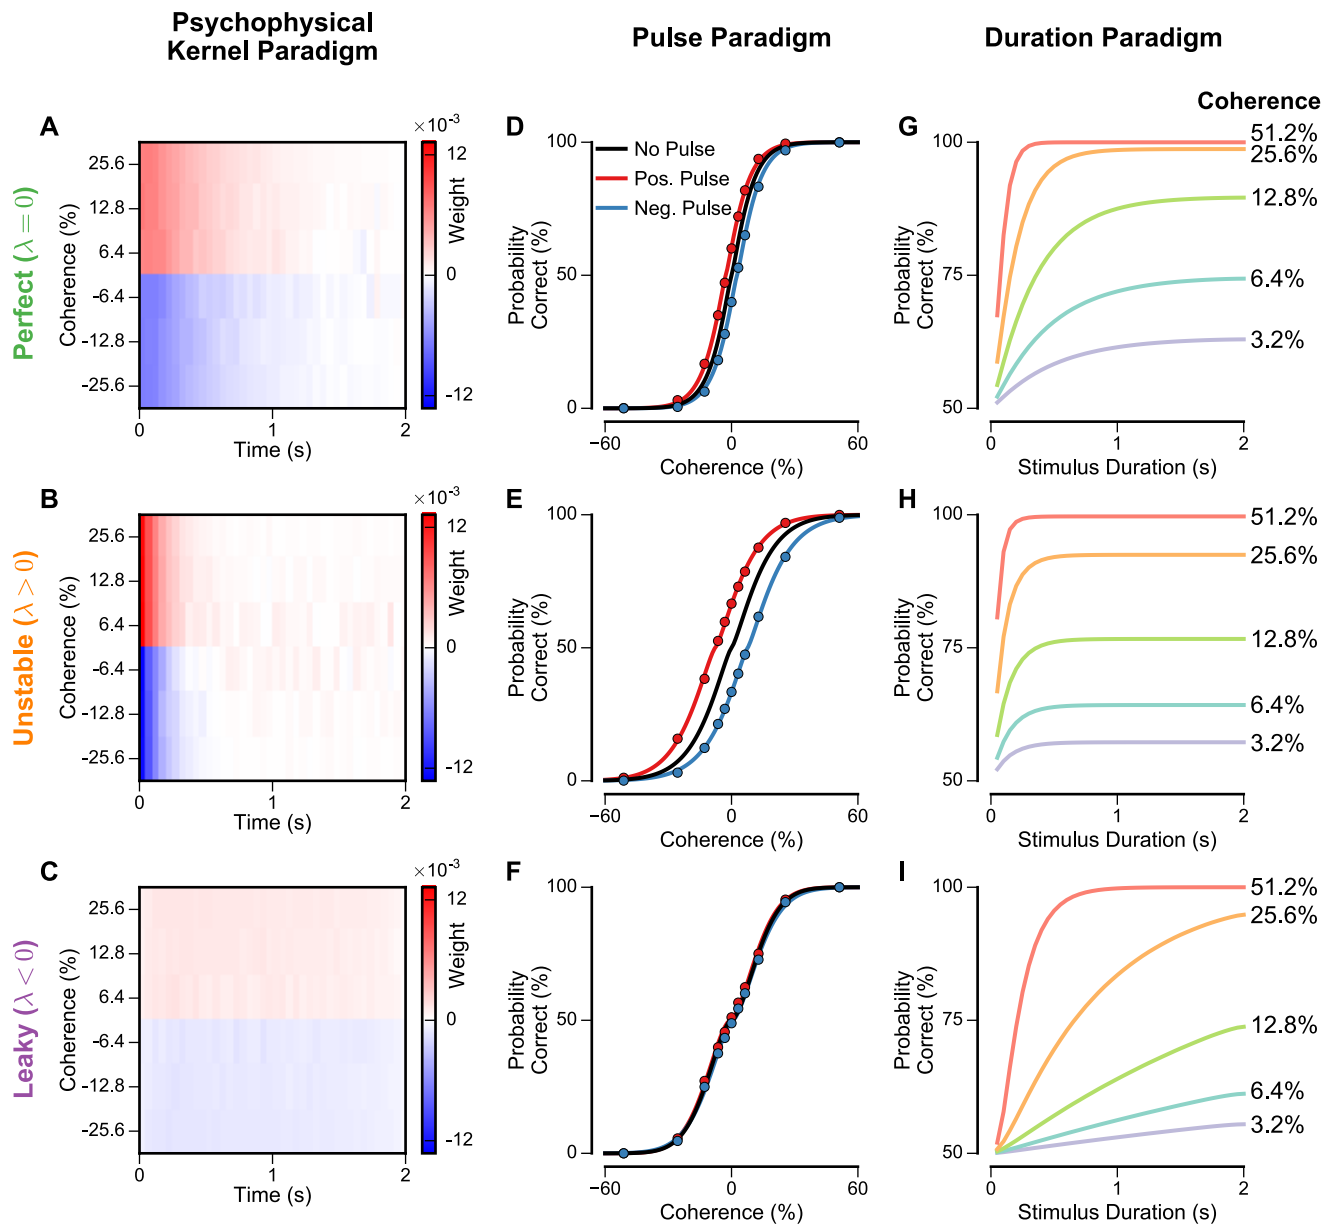 Psychophysical
Kernel Paradigm
Pulse Paradigm
Duration Paradigm
Perfect (λ = 0)
A
25.6
12.8
6.4
-6.4
-12.8
-25.6
Coherence (%)
0
1
2
Time (s)
×10⁻³
12
0
-12
Weight
D
100
50
0
Probability
Correct (%)
No Pulse
Pos. Pulse
Neg. Pulse
−60
0
60
Coherence (%)
G
Coherence
100
75
50
Probability
Correct (%)
51.2%
25.6%
12.8%
6.4%
3.2%
0
1
2
Stimulus Duration (s)
Unstable (λ > 0)
B
25.6
12.8
6.4
-6.4
-12.8
-25.6
Coherence (%)
0
1
2
Time (s)
×10⁻³
12
0
-12
Weight
E
100
50
0
Probability
Correct (%)
−60
0
60
Coherence (%)
H
100
75
50
Probability
Correct (%)
51.2%
25.6%
12.8%
6.4%
3.2%
0
1
2
Stimulus Duration (s)
Leaky (λ < 0)
C
25.6
12.8
6.4
-6.4
-12.8
-25.6
Coherence (%)
0
1
2
Time (s)
×10⁻³
12
0
-12
Weight
F
100
50
0
Probability
Correct (%)
−60
0
60
Coherence (%)
I
100
75
50
Probability
Correct (%)
51.2%
25.6%
12.8%
6.4%
3.2%
0
1
2
Stimulus Duration (s)